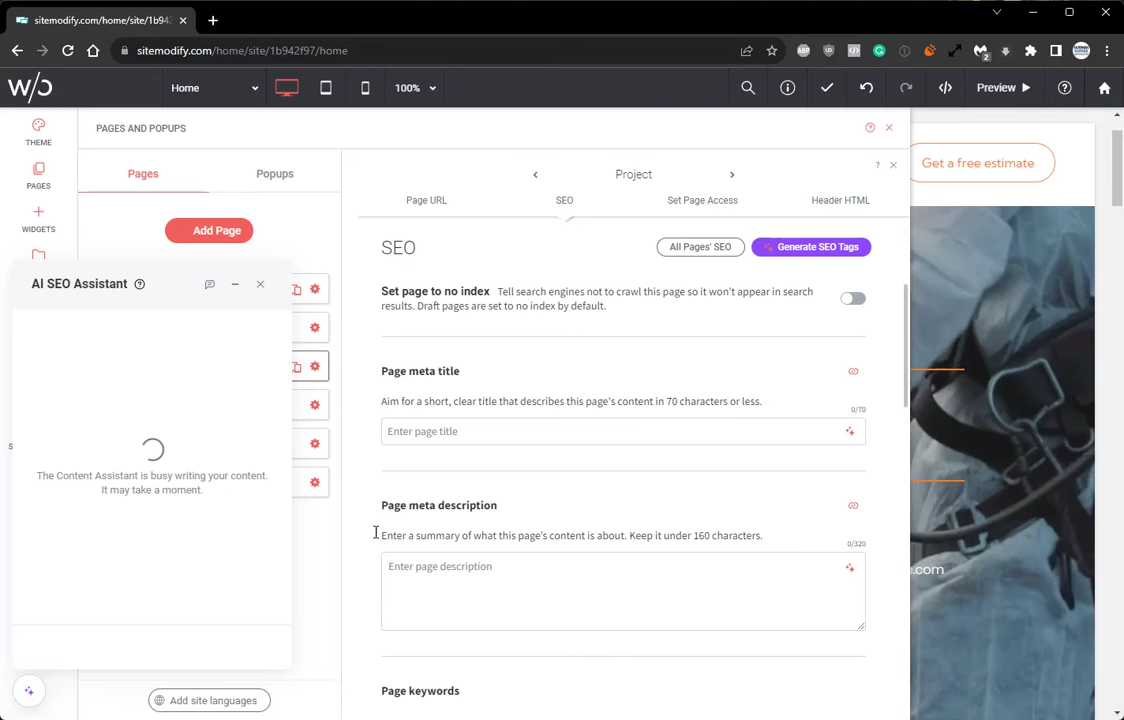 sitemodify.com/home/site/1b942
sitemodify.com/home/site/1b942f97/home
2
W/O
Home
100%
Preview
THEME
PAGES
WIDGETS
PAGES AND POPUPS
Pages
Popups
Add Page
Project
?
Page URL
SEO
Set Page Access
Header HTML
SEO
All Pages' SEO
Generate SEO Tags
Set page to no index Tell search engines not to crawl this page so it won't appear in search
results. Draft pages are set to no index by default.
Page meta title
Aim for a short, clear title that describes this page's content in 70 characters or less.
0/70
Enter page title
Page meta description
Enter a summary of what this page's content is about. Keep it under 160 characters.
0/320
Enter page description
Page keywords
AI SEO Assistant
The Content Assistant is busy writing your content.
It may take a moment.
Add site languages
Get a free estimate
e.com